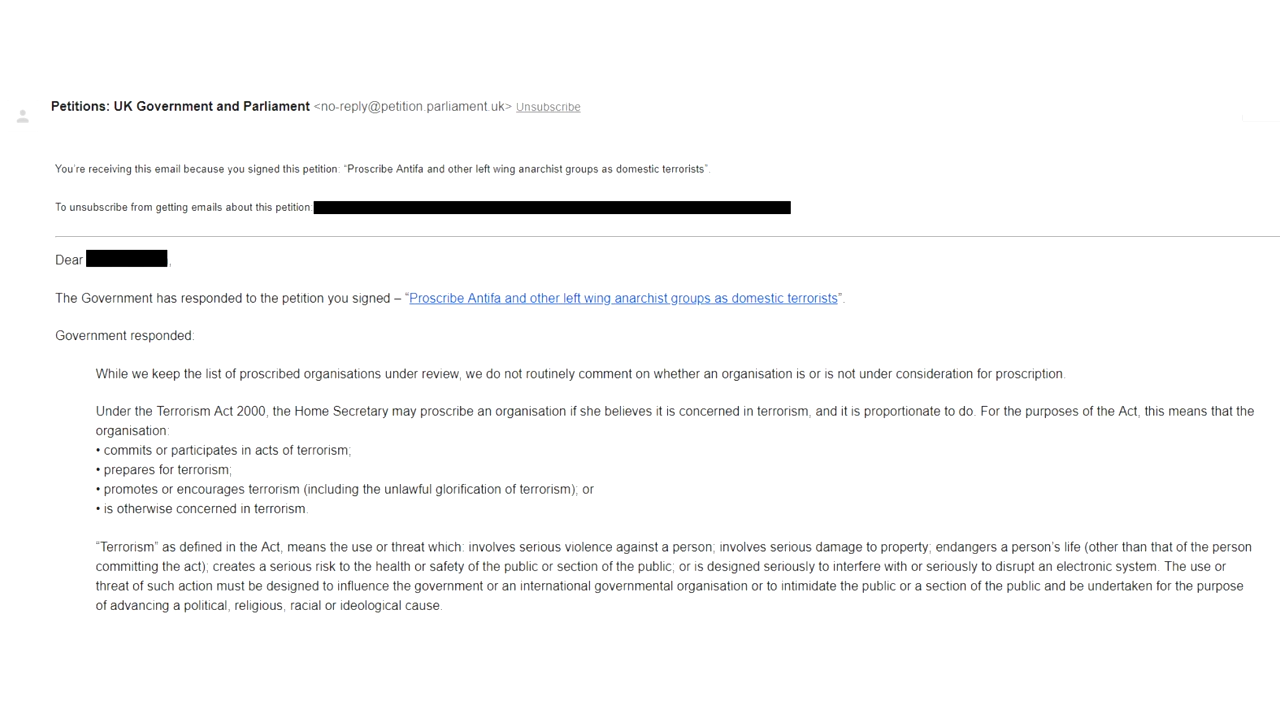 Petitions: UK Government and Parliament <no-reply@petition.parliament.uk> Unsubscribe
You're receiving this email because you signed this petition: “Proscribe Antifa and other left wing anarchist groups as domestic terrorists”.
To unsubscribe from getting emails about this petition:
Dear ,
The Government has responded to the petition you signed – “Proscribe Antifa and other left wing anarchist groups as domestic terrorists”.
Government responded:
While we keep the list of proscribed organisations under review, we do not routinely comment on whether an organisation is or is not under consideration for proscription.
Under the Terrorism Act 2000, the Home Secretary may proscribe an organisation if she believes it is concerned in terrorism, and it is proportionate to do. For the purposes of the Act, this means that the
organisation:
• commits or participates in acts of terrorism;
• prepares for terrorism;
• promotes or encourages terrorism (including the unlawful glorification of terrorism); or
• is otherwise concerned in terrorism.
“Terrorism” as defined in the Act, means the use or threat which: involves serious violence against a person; involves serious damage to property; endangers a person’s life (other than that of the person
committing the act); creates a serious risk to the health or safety of the public or section of the public; or is designed seriously to interfere with or seriously to disrupt an electronic system. The use or
threat of such action must be designed to influence the government or an international governmental organisation or to intimidate the public or a section of the public and be undertaken for the purpose
of advancing a political, religious, racial or ideological cause.